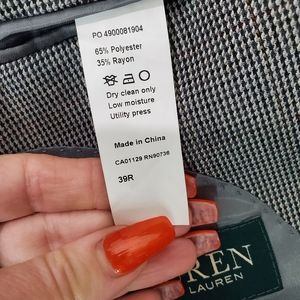 PO 4900081904
65% Polyester
35% Rayon
Dry clean only
Low moisture
Utility press
Made in China
CA01129 RN90736
39R
REN
LAUREN